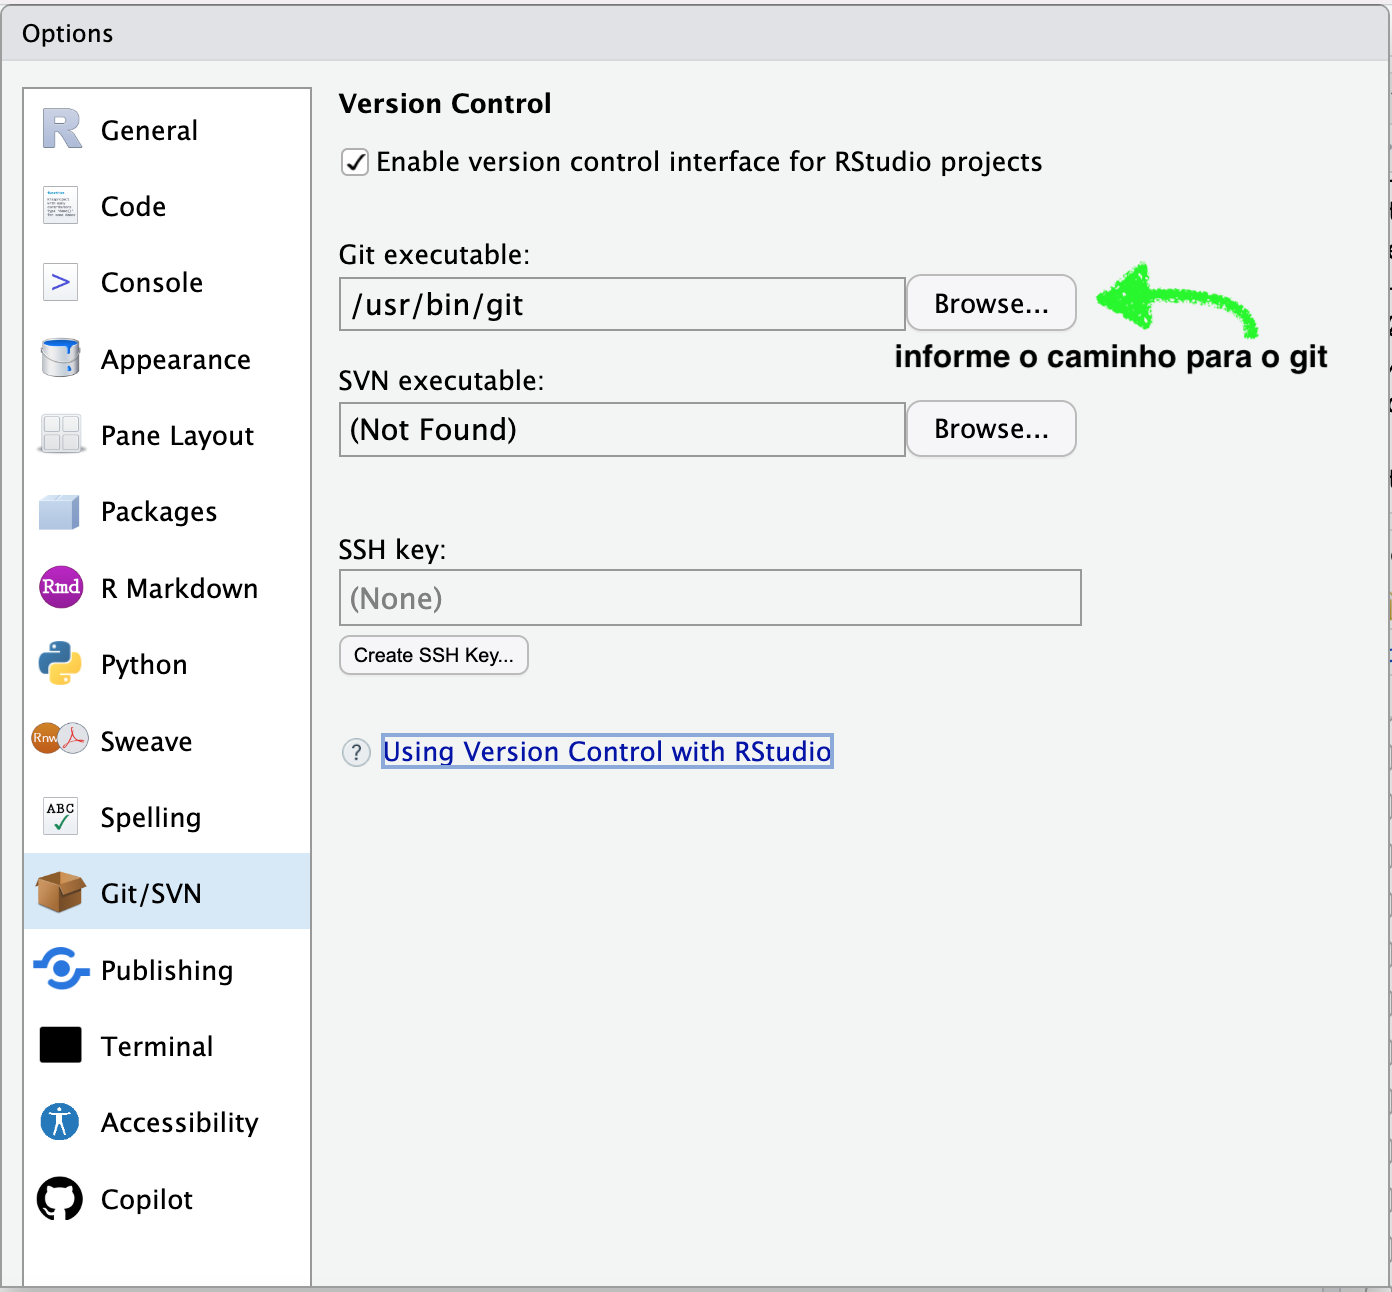 Options
General
Code
Console
Appearance
Pane Layout
Packages
Rmd
R Markdown
Python
Rnw
Sweave
ABC
Spelling
Git/SVN
Publishing
Terminal
Accessibility
Copilot
Version Control
Enable version control interface for RStudio projects
Git executable:
/usr/bin/git
Browse...
informe o caminho para o git
SVN executable:
(Not Found)
Browse...
SSH key:
(None)
Create SSH Key...
? Using Version Control with RStudio